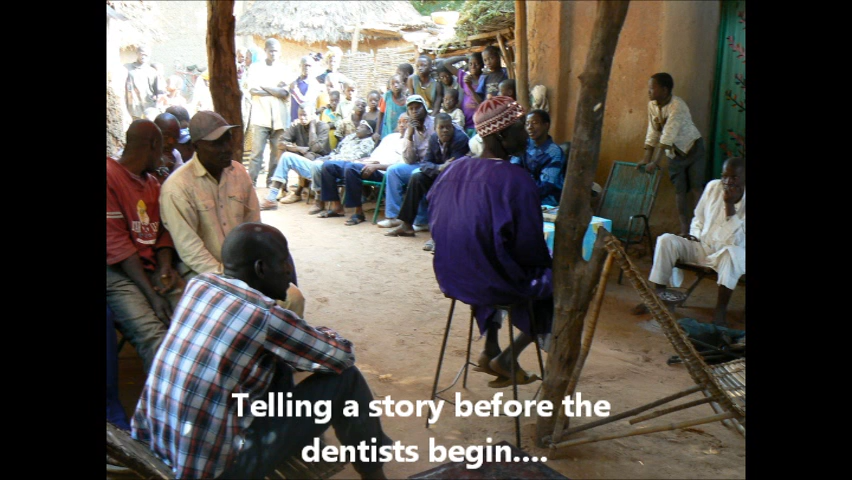 Telling a story before the
dentists begin....